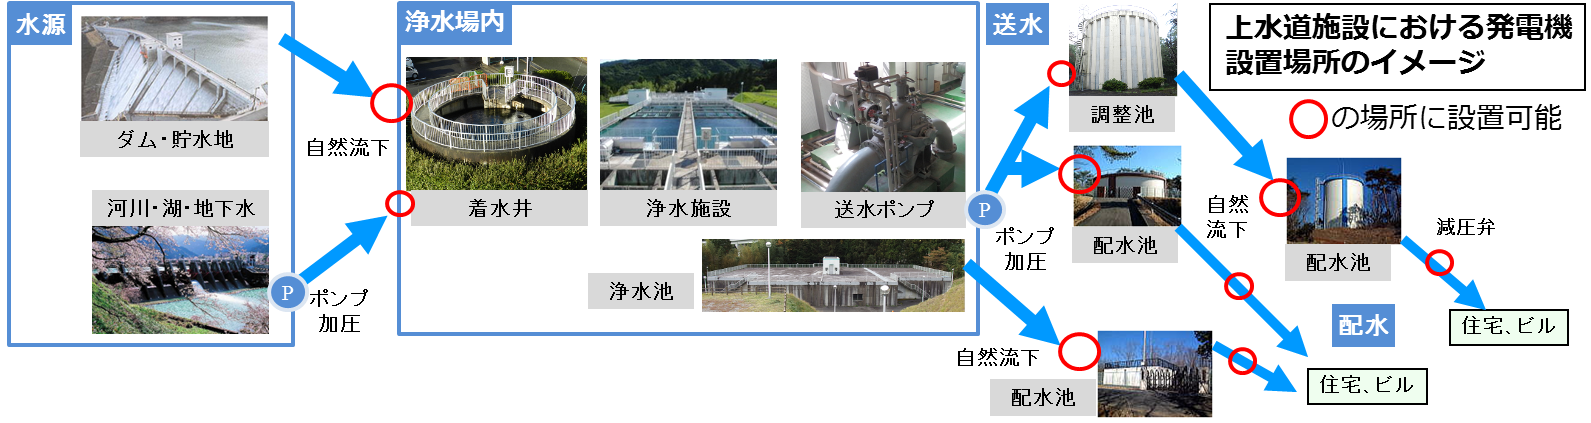 上水道施設における発電機
設置場所のイメージ
の場所に設置可能
水源
ダム・貯水地
河川・湖・地下水
P
自然流下
ポンプ
加圧
浄水場内
着水井
浄水施設
送水ポンプ
浄水池
P
ポンプ
加圧
自然流下
送水
調整池
配水池
自然
流下
配水池
減圧弁
配水池
配水
住宅、ビル
住宅、ビル